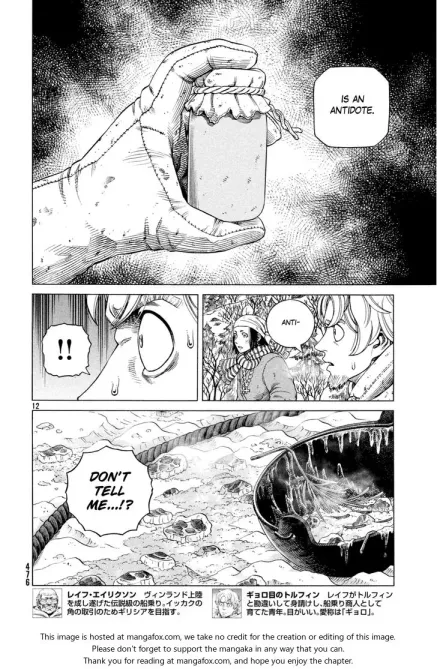 IS AN
ANTIDOTE.
!!
ANTI-
12
DON'T
TELL
ME...!?
476
レイフ・エイリクソン　ヴィンランド上陸
を成し遂げた伝説級の船乗り。イッカクの
角の取引のためギリシアを目指す。
ギョロ目のトルフィン　レイフがトルフィン
と勘違いして身請けし、船乗り商人として
育てた青年。目がいい。愛称は「ギョロ」。
This image is hosted at mangafox.com, we take no credit for the creation or editing of this image.
Please don't forget to support the mangaka in any way that you can.
Thank you for reading at mangafox.com, and hope you enjoy the chapter.